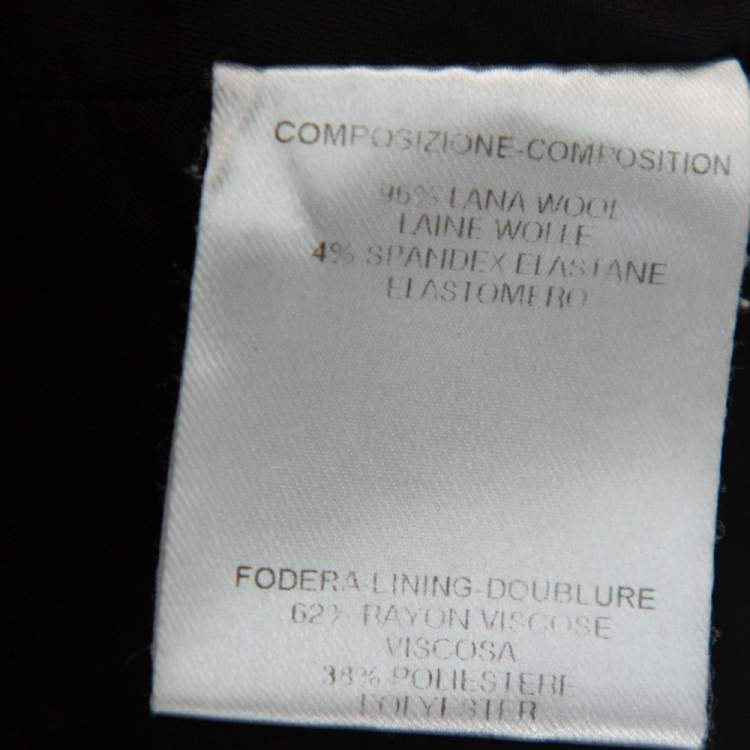 COMPOSIZIONE-COMPOSITION
96% LANA WOOL
LAINE WOLLE
4% SPANDEX ELASTANE
ELASTOMERO
FODERA-LINING-DOUBLURE
62% RAYON VISCOSE
VISCOSA
38% POLIESTERE
POLYESTER